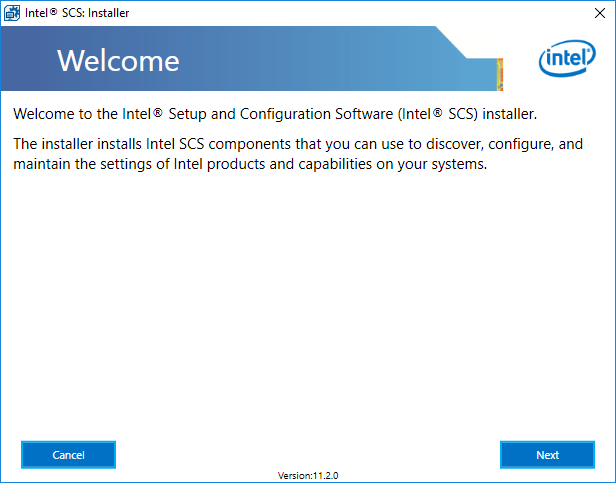 Intel® SCS: Installer
Welcome
intel
Welcome to the Intel® Setup and Configuration Software (Intel® SCS) installer.
The installer installs Intel SCS components that you can use to discover, configure, and
maintain the settings of Intel products and capabilities on your systems.
Cancel
Next
Version:11.2.0